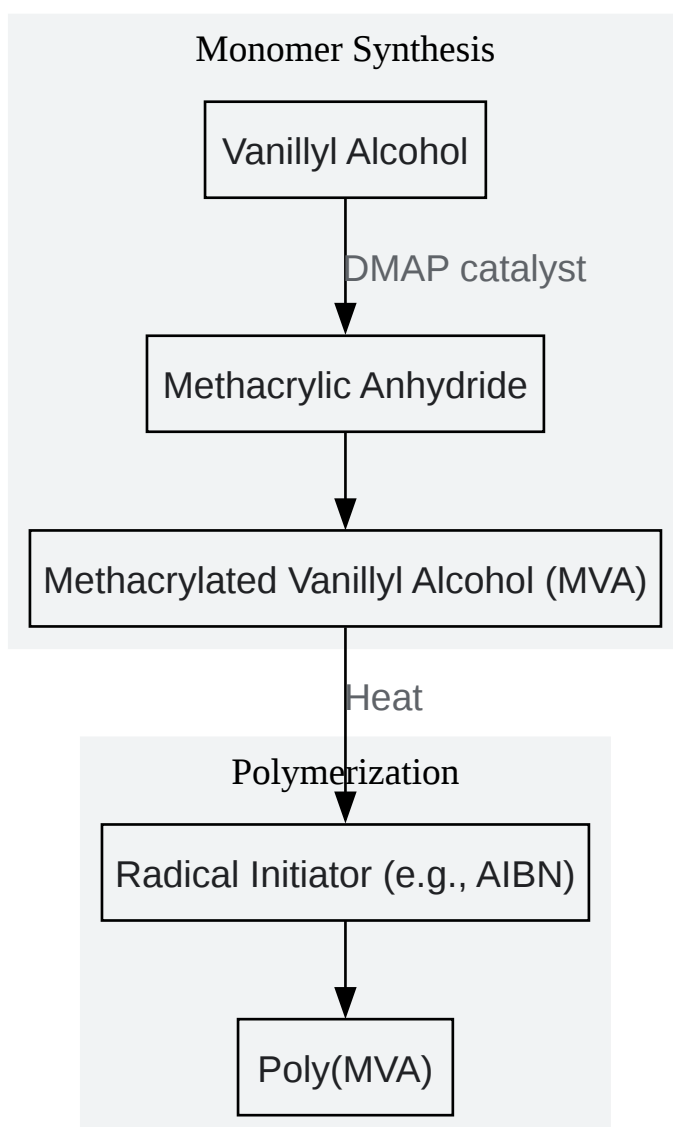 Monomer Synthesis
Vanillyl Alcohol
DMAP catalyst
Methacrylic Anhydride
Methacrylated Vanillyl Alcohol (MVA)
Heat
Polymerization
Radical Initiator (e.g., AIBN)
Poly(MVA)